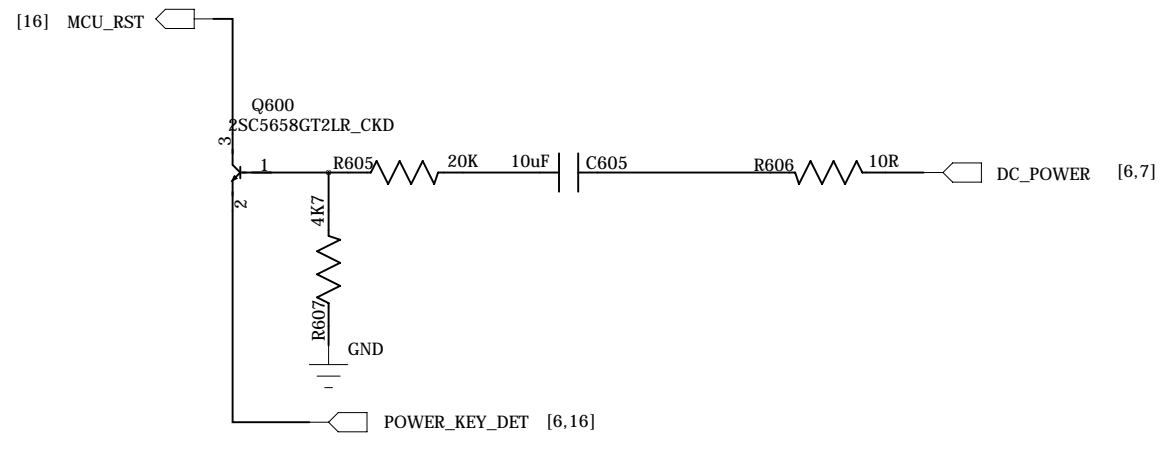 [16] MCU_RST
Q600
2SC5658GT2LR_CKD
3
1
2
R605
20K
10uF
C605
R606
10R
DC_POWER [6,7]
4K7
R607
GND
POWER_KEY_DET [6,16]